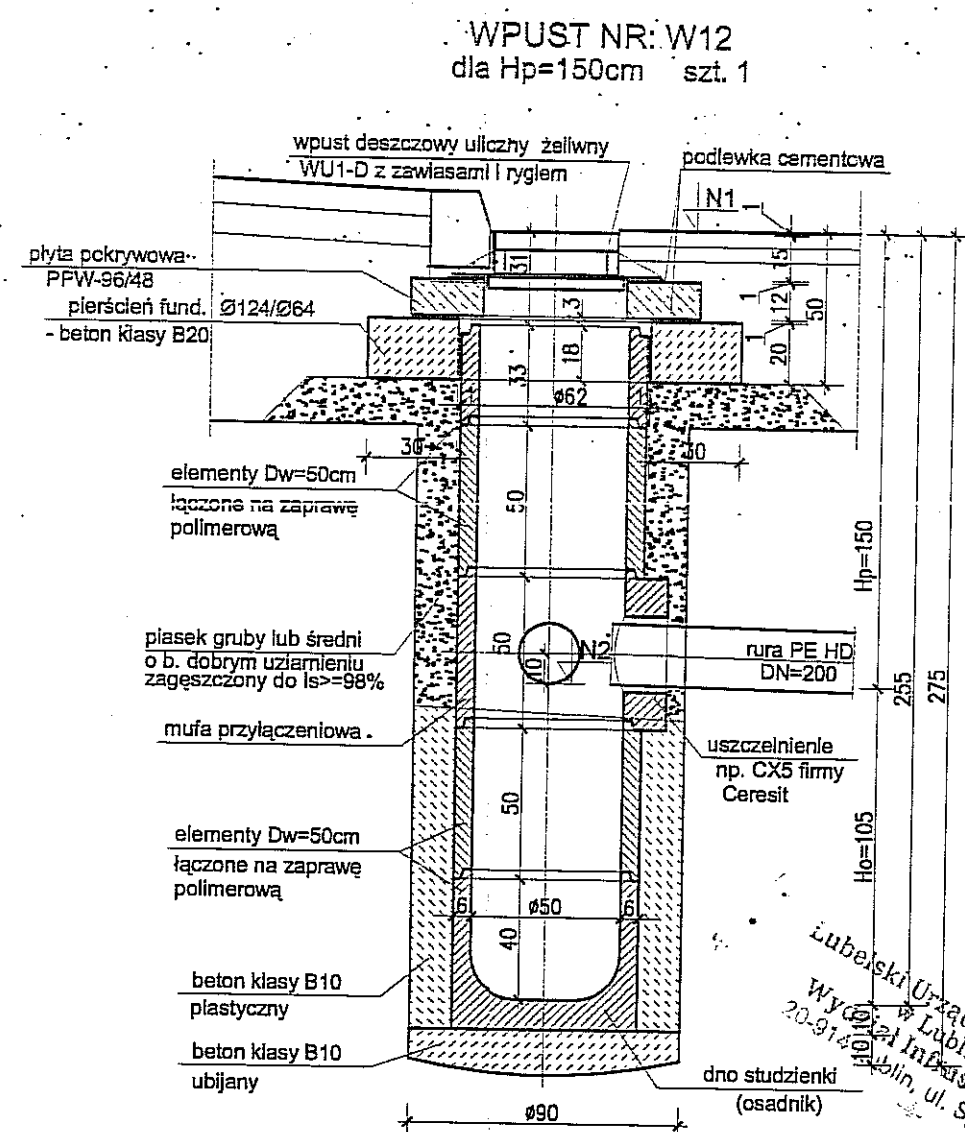 WPUST NR: W12
dla Hp=150cm szt. 1
wpust deszczowy uliczny żeliwny
WU1-D z zawiasami i ryglem
podlewka cementowa
N1
1
płyta pokrywowa
PPW-96/48
pierścień fund. Ø124/Ø64
- beton klasy B20
31
3
18
33
Ø62
15
1
12
1
20
50
30
30
elementy Dw=50cm
łączone na zaprawę
polimerową
50
Hp=150
piasek gruby lub średni
o b. dobrym uziarnieniu
zagęszczony do Is>=98%
50
10
N2
rura PE HD
DN=200
255
275
mufa przyłączeniowa
uszczelnienie
np. CX5 firmy
Ceresit
50
elementy Dw=50cm
łączone na zaprawę
polimerową
Ho=105
6
Ø50
6
40
beton klasy B10
plastyczny
beton klasy B10
ubijany
10
10
dno studzienki
(osadnik)
Ø90
Lubelski
w
20-914
ul.